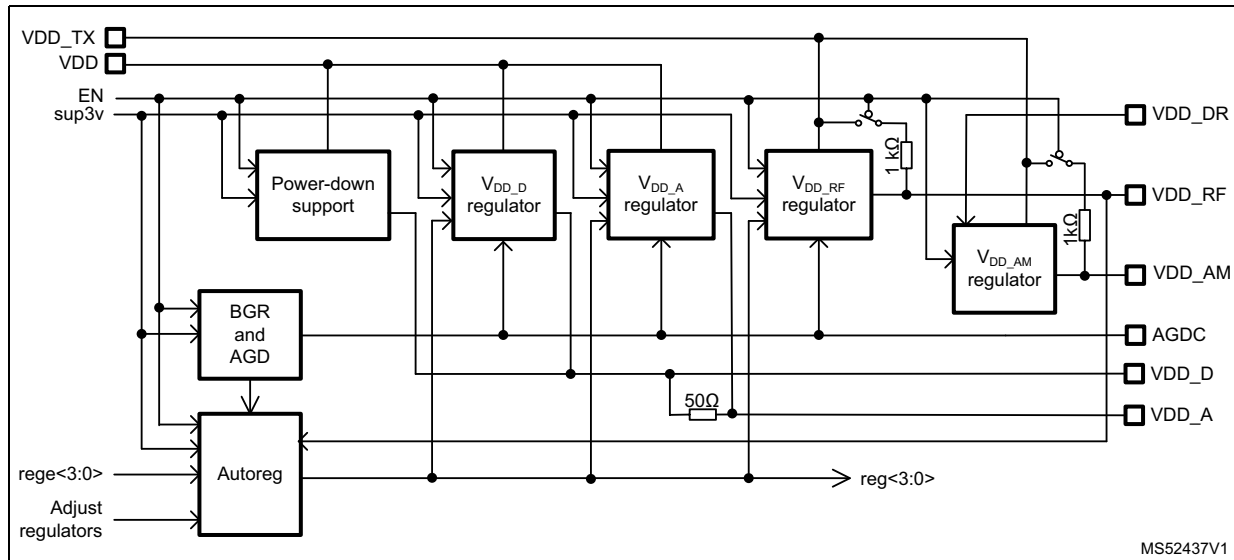 VDD_TX
VDD
EN
sup3v
VDD_DR
1 kΩ
Power-down
support
VDD_D
regulator
VDD_A
regulator
VDD_RF
regulator
VDD_RF
1kΩ
VDD_AM
regulator
VDD_AM
BGR
and
AGD
AGDC
VDD_D
50Ω
VDD_A
Autoreg
rege<3:0>
reg<3:0>
Adjust
regulators
MS52437V1